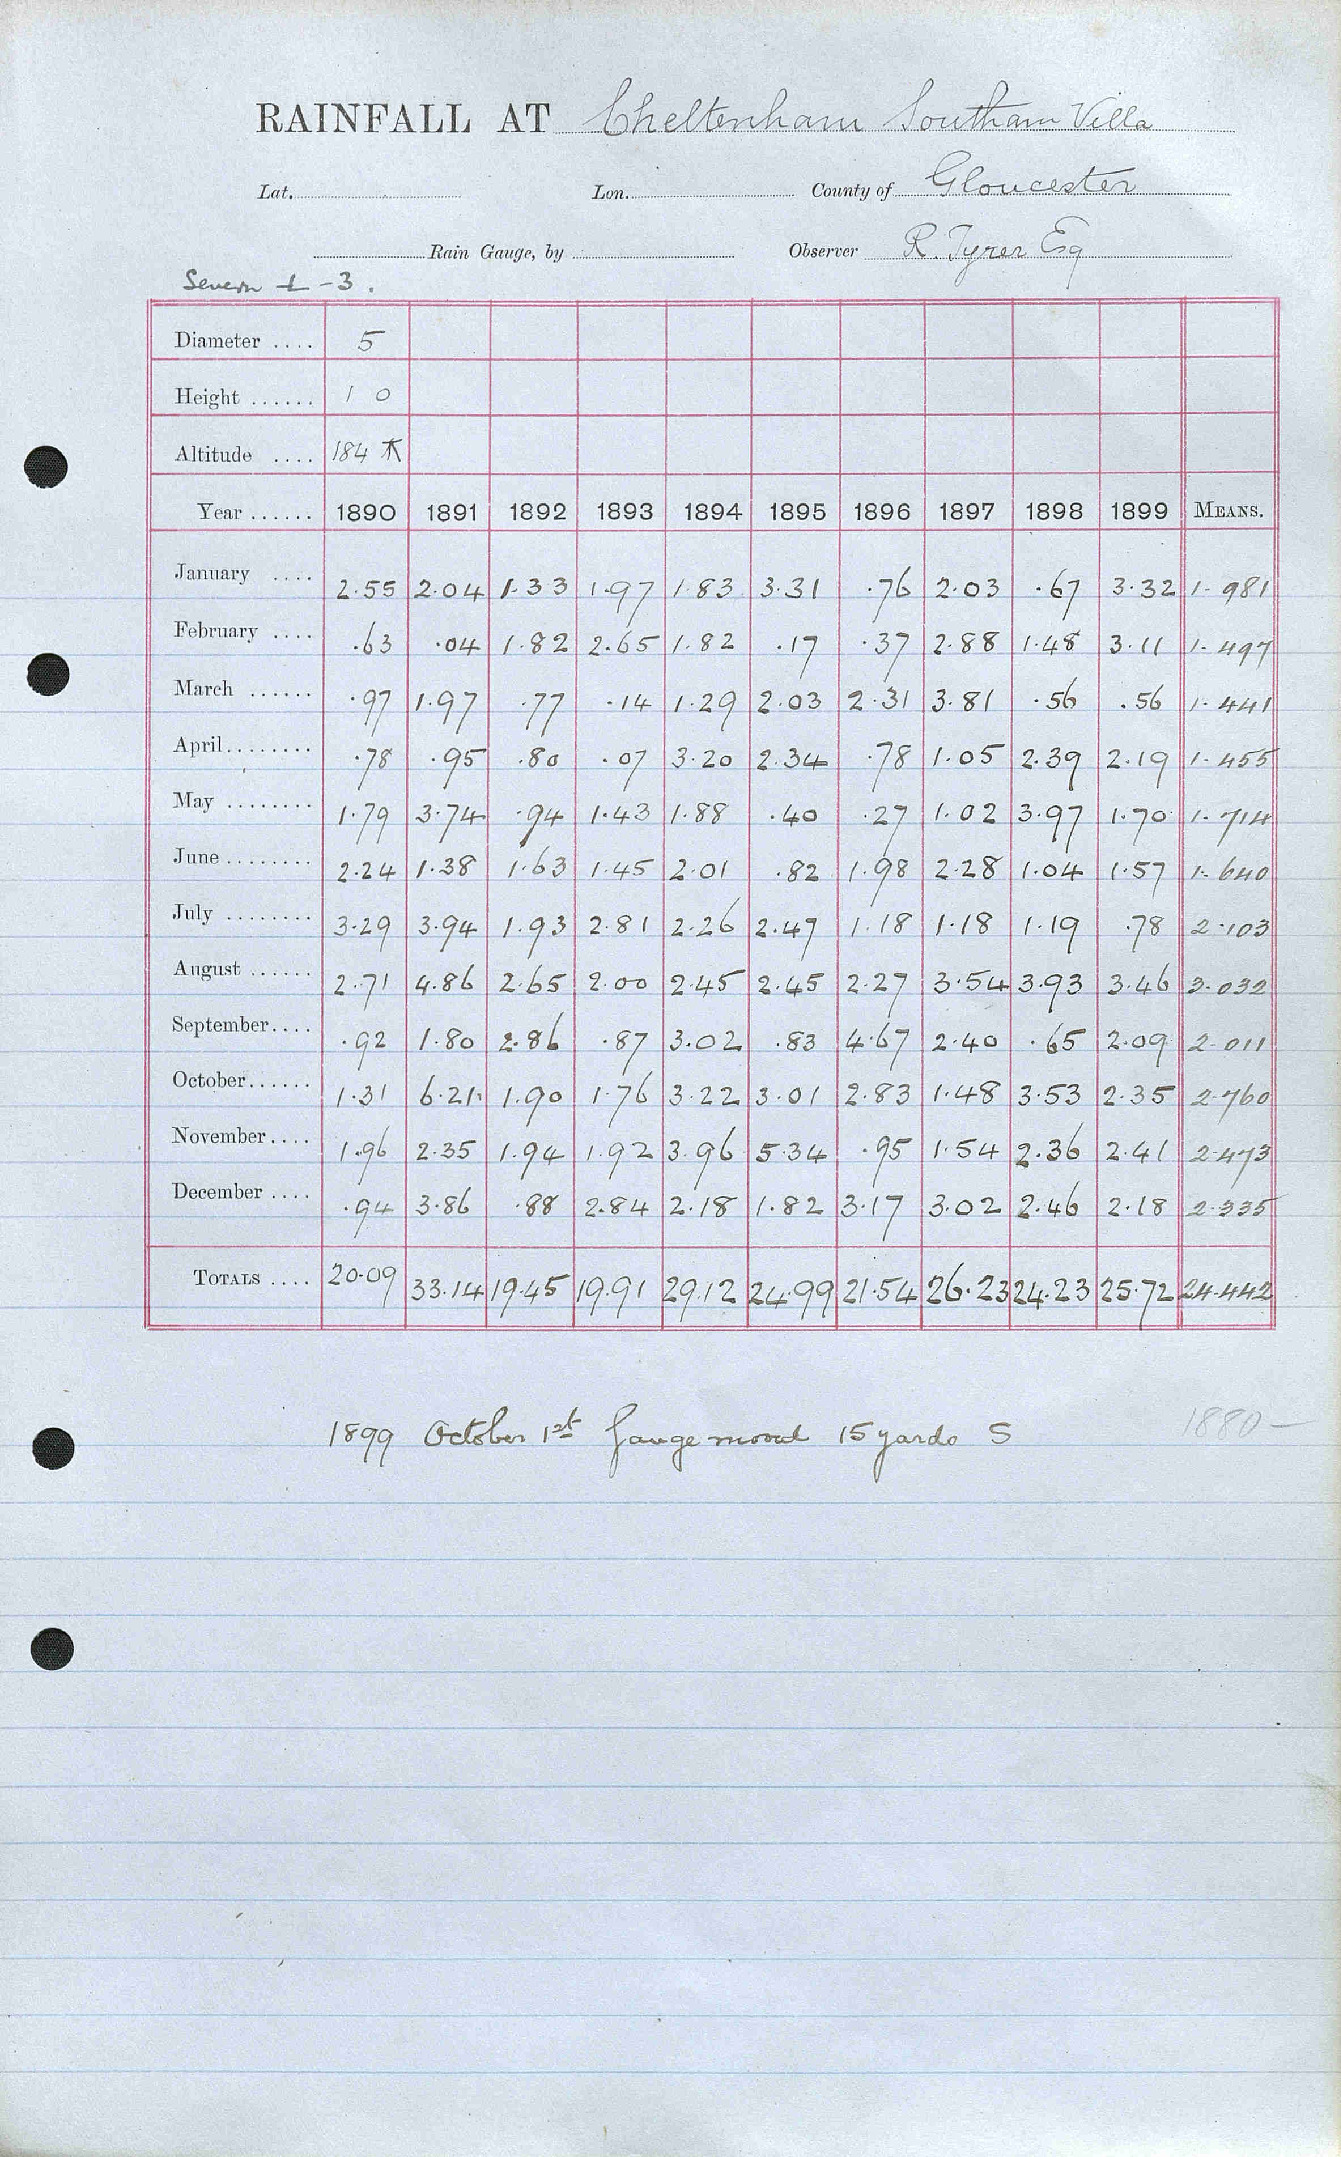 RAINFALL AT Cheltenham Southam Villa
Lat. Lon. County of Gloucester
Rain Gauge, by Observer R. Tyrer Esq
Severn 1 - 3.
Diameter .... 5
Height ...... 1 0
Altitude .... 184
Year ...... 1890 1891 1892 1893 1894 1895 1896 1897 1898 1899 MEANS.
January .... 2.55 2.04 1.33 1.97 1.83 3.31 .76 2.03 .67 3.32 1.981
February .... .63 .04 1.82 2.65 1.82 .17 .37 2.88 1.48 3.11 1.497
March ...... .97 1.97 .77 .14 1.29 2.03 2.31 3.81 .56 .56 1.441
April........ .78 .95 .80 .07 3.20 2.34 .78 1.05 2.39 2.19 1.455
May ........ 1.79 3.74 .94 1.43 1.88 .40 .27 1.02 3.97 1.70 1.714
June ........ 2.24 1.38 1.63 1.45 2.01 .82 1.98 2.28 1.04 1.57 1.640
July ........ 3.29 3.94 1.93 2.81 2.26 2.47 1.18 1.18 1.19 .78 2.103
August ...... 2.71 4.86 2.65 2.00 2.45 2.45 2.27 3.54 3.93 3.46 3.032
September.... .92 1.80 2.86 .87 3.02 .83 4.67 2.40 .65 2.09 2.011
October...... 1.31 6.21 1.90 1.76 3.22 3.01 2.83 1.48 3.53 2.35 2.760
November.... 1.96 2.35 1.94 1.92 3.96 5.34 .95 1.54 2.36 2.41 2.473
December .... .94 3.86 .88 2.84 2.18 1.82 3.17 3.02 2.46 2.18 2.335
TOTALS .... 20.09 33.14 19.45 19.91 29.12 24.99 21.54 26.23 24.23 25.72 24.442
1899 October 1st Gauge moved 15 yards S
1880—